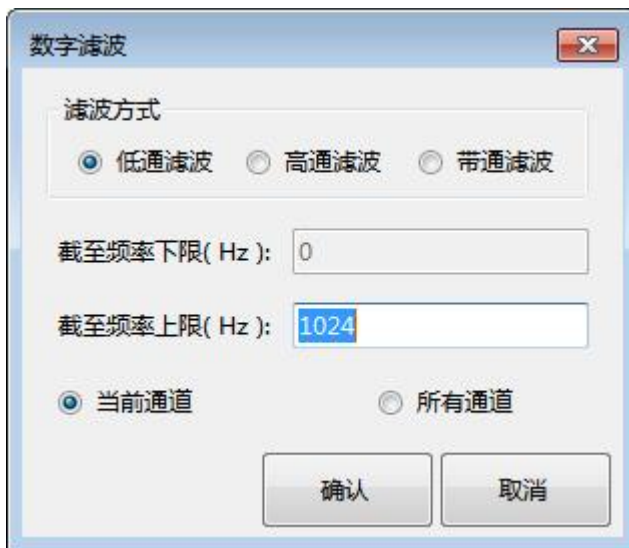 数字滤波
滤波方式
低通滤波 高通滤波 带通滤波
截至频率下限( Hz ): 0
截至频率上限( Hz ): 1024
当前通道 所有通道
确认 取消